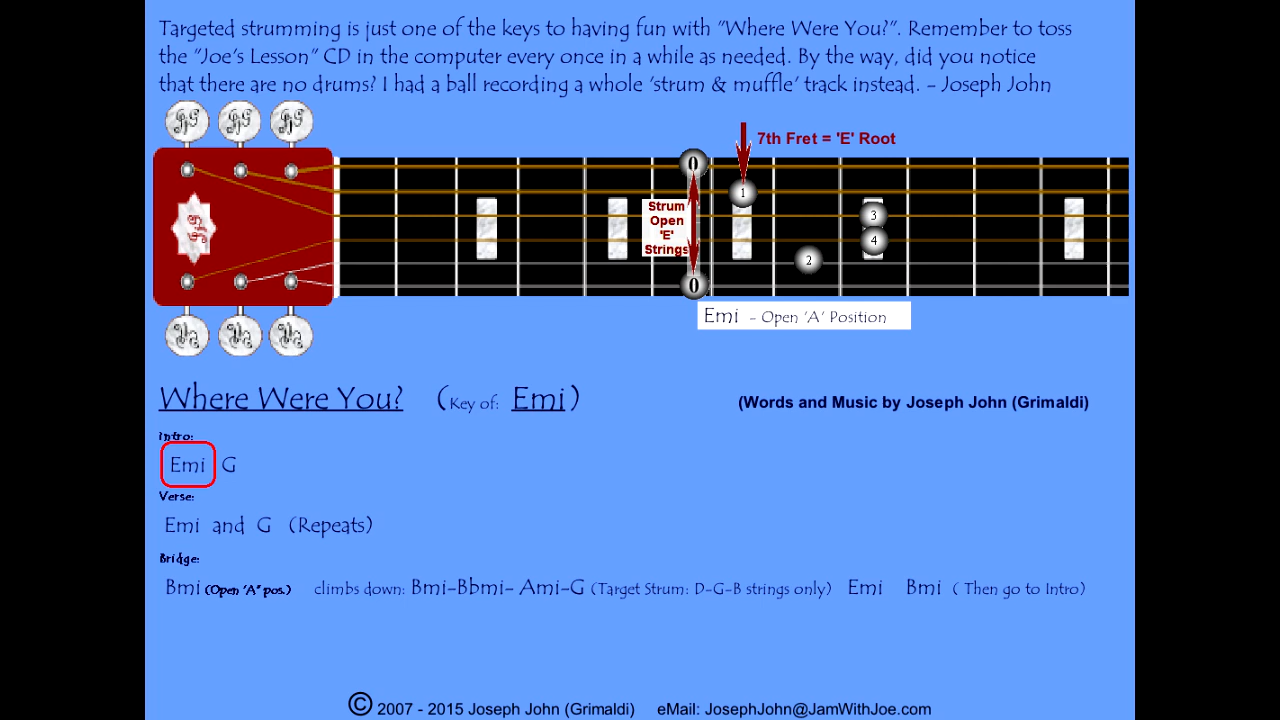 Targeted strumming is just one of the keys to having fun with "Where Were You?". Remember to toss
the "Joe's Lesson" CD in the computer every once in a while as needed. By the way, did you notice
that there are no drums? I had a ball recording a whole 'strum & muffle' track instead. - Joseph John
7th Fret = 'E' Root
0
1
Strum
Open
'E'
Strings
3
4
2
0
Emi - Open 'A' Position
Where Were You? (Key of: Emi)
(Words and Music by Joseph John (Grimaldi)
Intro:
Emi G
Verse:
Emi and G (Repeats)
Bridge:
Bmi (Open 'A" pos.) climbs down: Bmi-Bbmi- Ami-G (Target Strum: D-G-B strings only) Emi Bmi ( Then go to Intro)
© 2007 - 2015 Joseph John (Grimaldi) eMail: JosephJohn@JamWithJoe.com